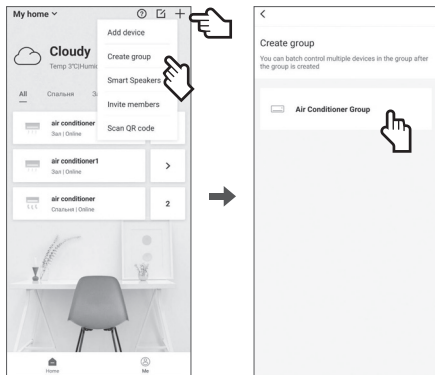 My home
Add device
Create group
Smart Speakers
Invite members
Scan QR code
Cloudy
Temp 3℃|Humi
All Спальня
air conditioner
Зал | Online
air conditioner1
Зал | Online
air conditioner
Спальня | Online
2
Home Me
Create group
You can batch control multiple devices in the group after
the group is created
Air Conditioner Group